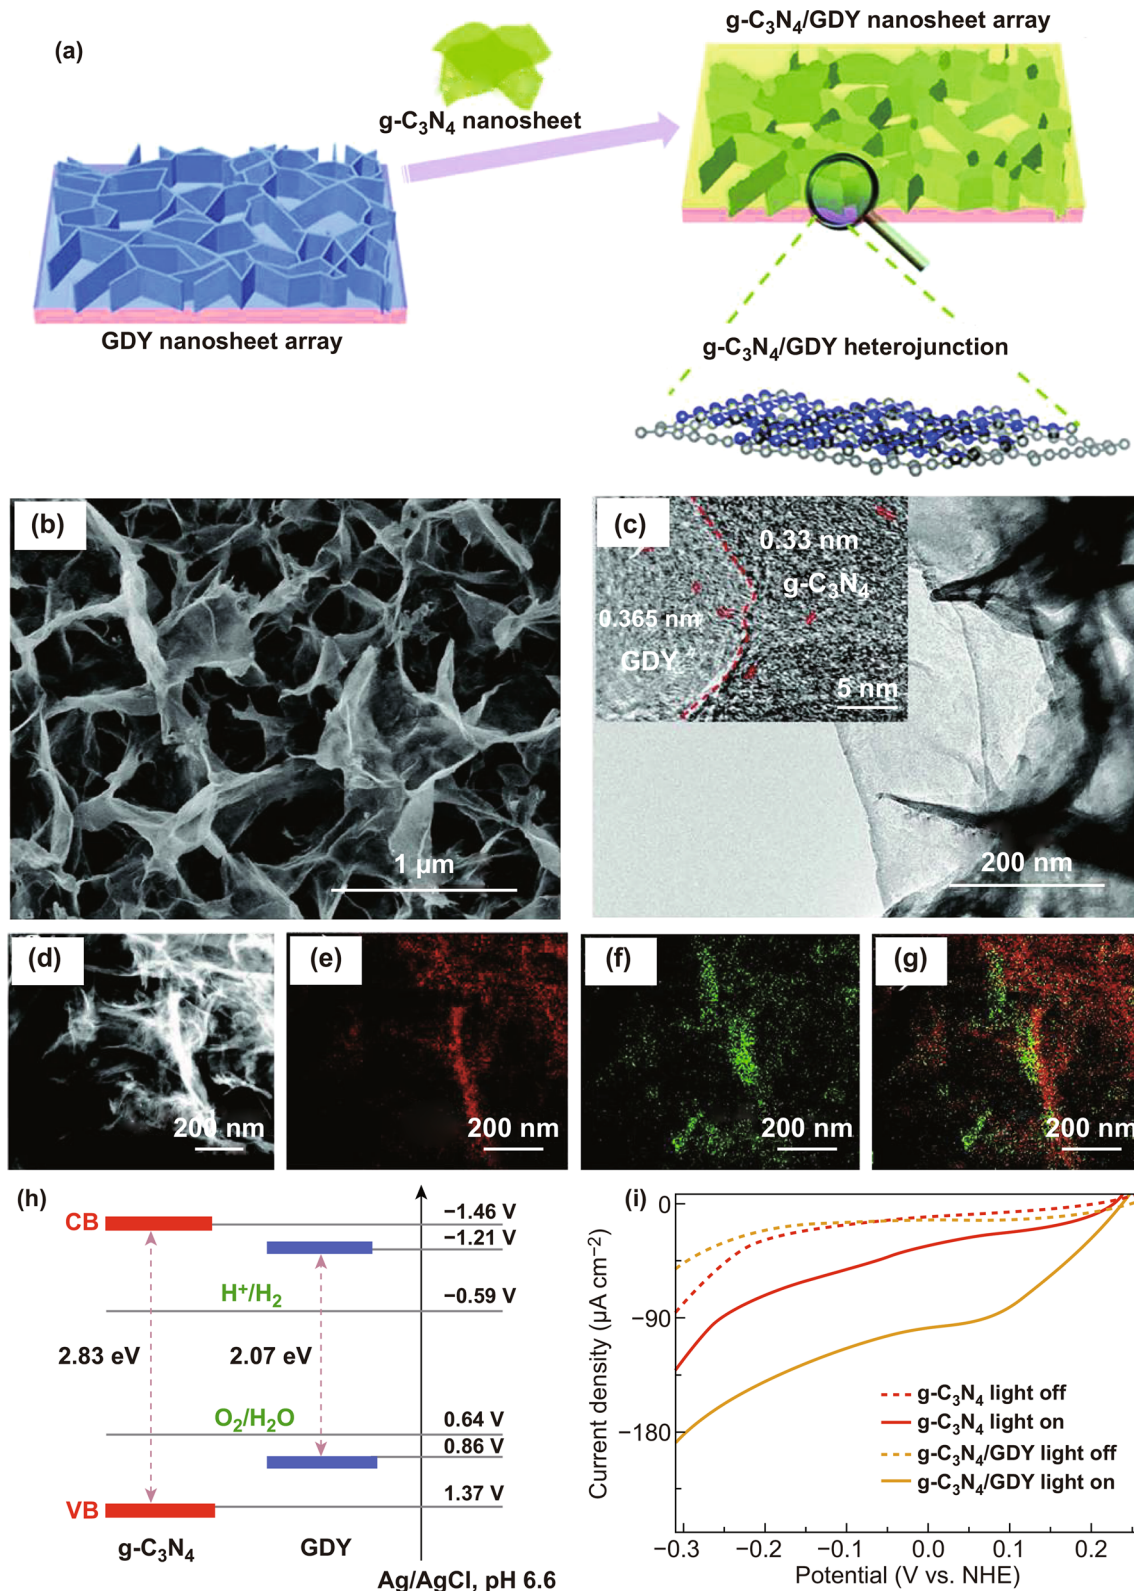 (a)
g-C₃N₄ nanosheet
g-C₃N₄/GDY nanosheet array
GDY nanosheet array
g-C₃N₄/GDY heterojunction
(b)
1 μm
(c)
0.33 nm
g-C₃N₄
0.365 nm
GDY
5 nm
200 nm
(d)
200 nm
(e)
200 nm
(f)
200 nm
(g)
200 nm
(h)
CB
−1.46 V
−1.21 V
H⁺/H₂
−0.59 V
2.83 eV
2.07 eV
O₂/H₂O
0.64 V
0.86 V
VB
1.37 V
g-C₃N₄
GDY
Ag/AgCl, pH 6.6
(i)
Current density (μA cm⁻²)
0
−90
−180
g-C₃N₄ light off
g-C₃N₄ light on
g-C₃N₄/GDY light off
g-C₃N₄/GDY light on
−0.3 −0.2 −0.1 0.0 0.1 0.2
Potential (V vs. NHE)